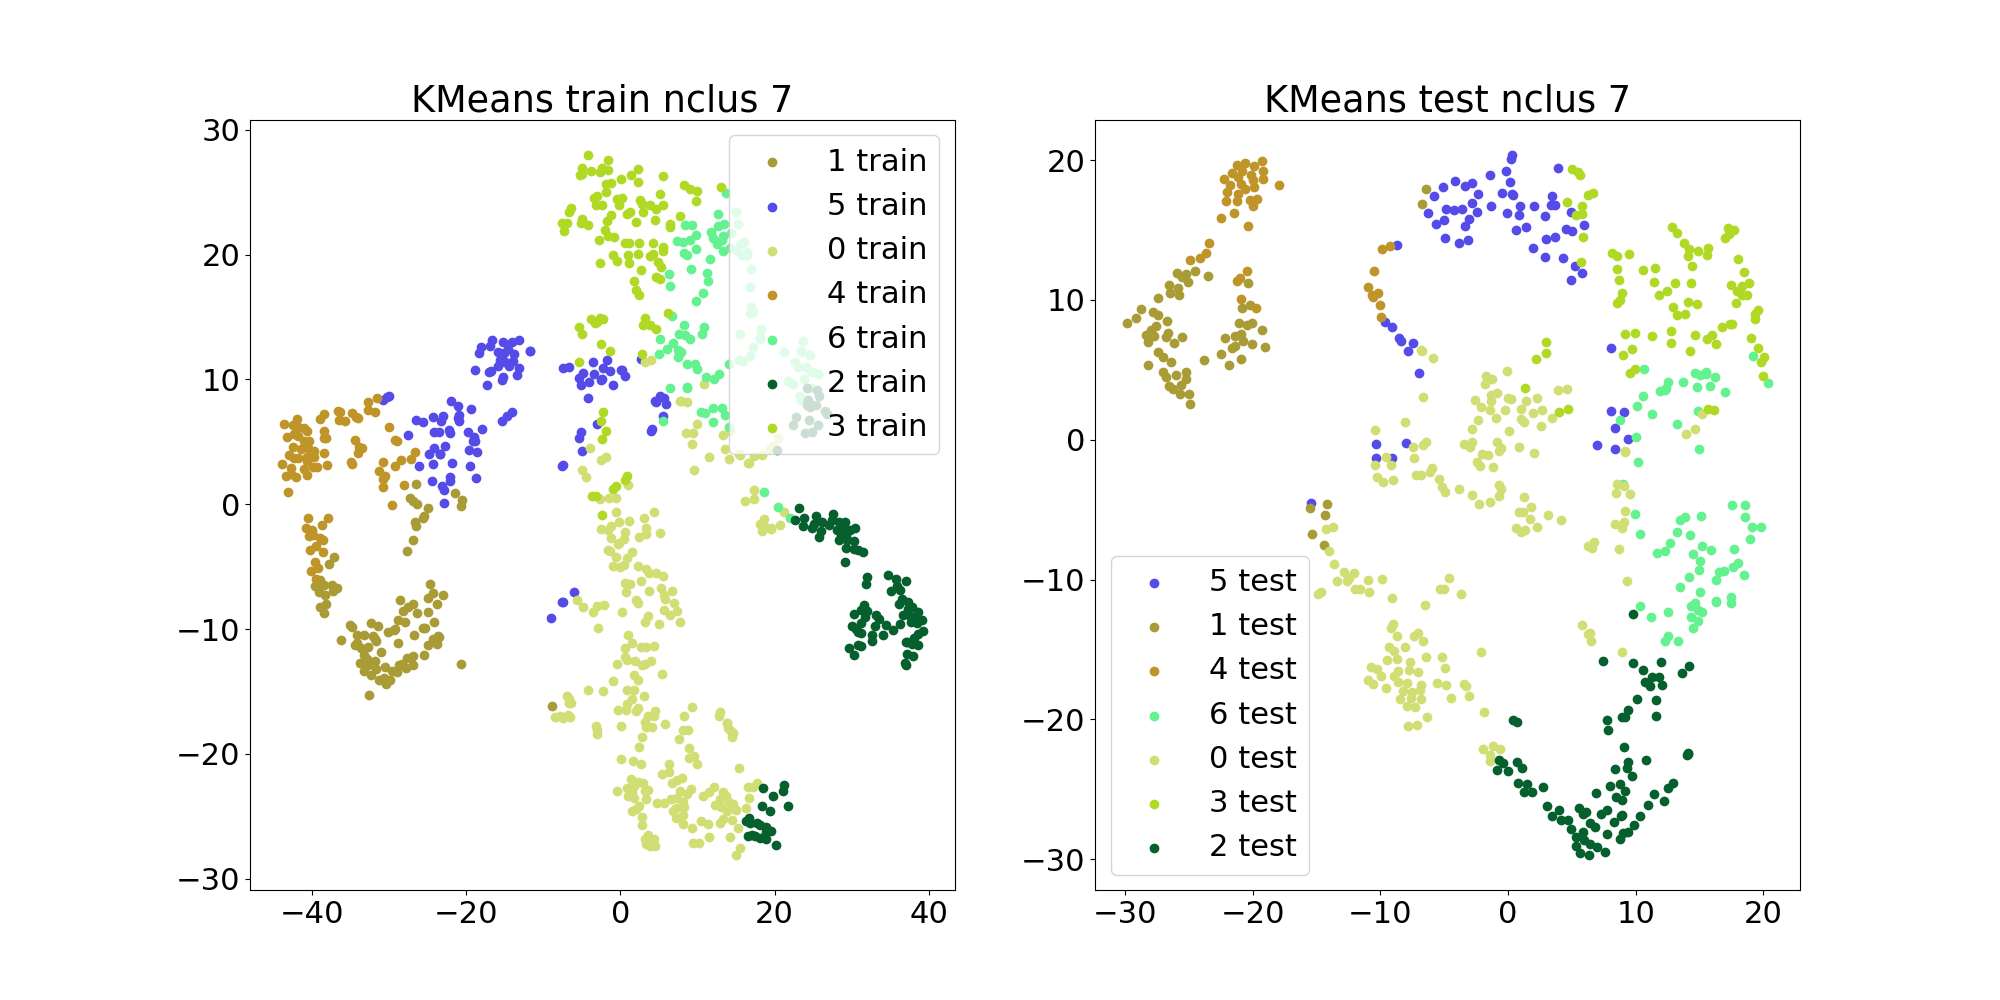 KMeans train nclus 7
30
20
10
0
−10
−20
−30
−40
−20
0
20
40
1 train
5 train
0 train
4 train
6 train
2 train
3 train
KMeans test nclus 7
20
10
0
−10
−20
−30
−30
−20
−10
0
10
20
5 test
1 test
4 test
6 test
0 test
3 test
2 test